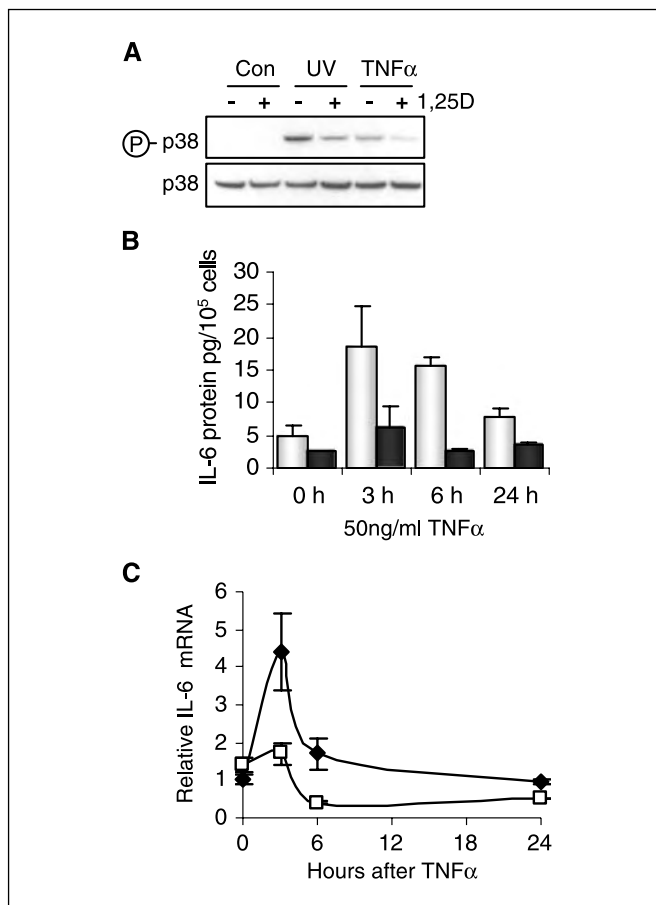 A
Con UV TNFα
- + - + - + 1,25D
P - p38
p38
B
IL-6 protein pg/10⁵ cells
30
25
20
15
10
5
0
0 h 3 h 6 h 24 h
50ng/ml TNFα
C
Relative IL-6 mRNA
6
5
4
3
2
1
0
0 6 12 18 24
Hours after TNFα